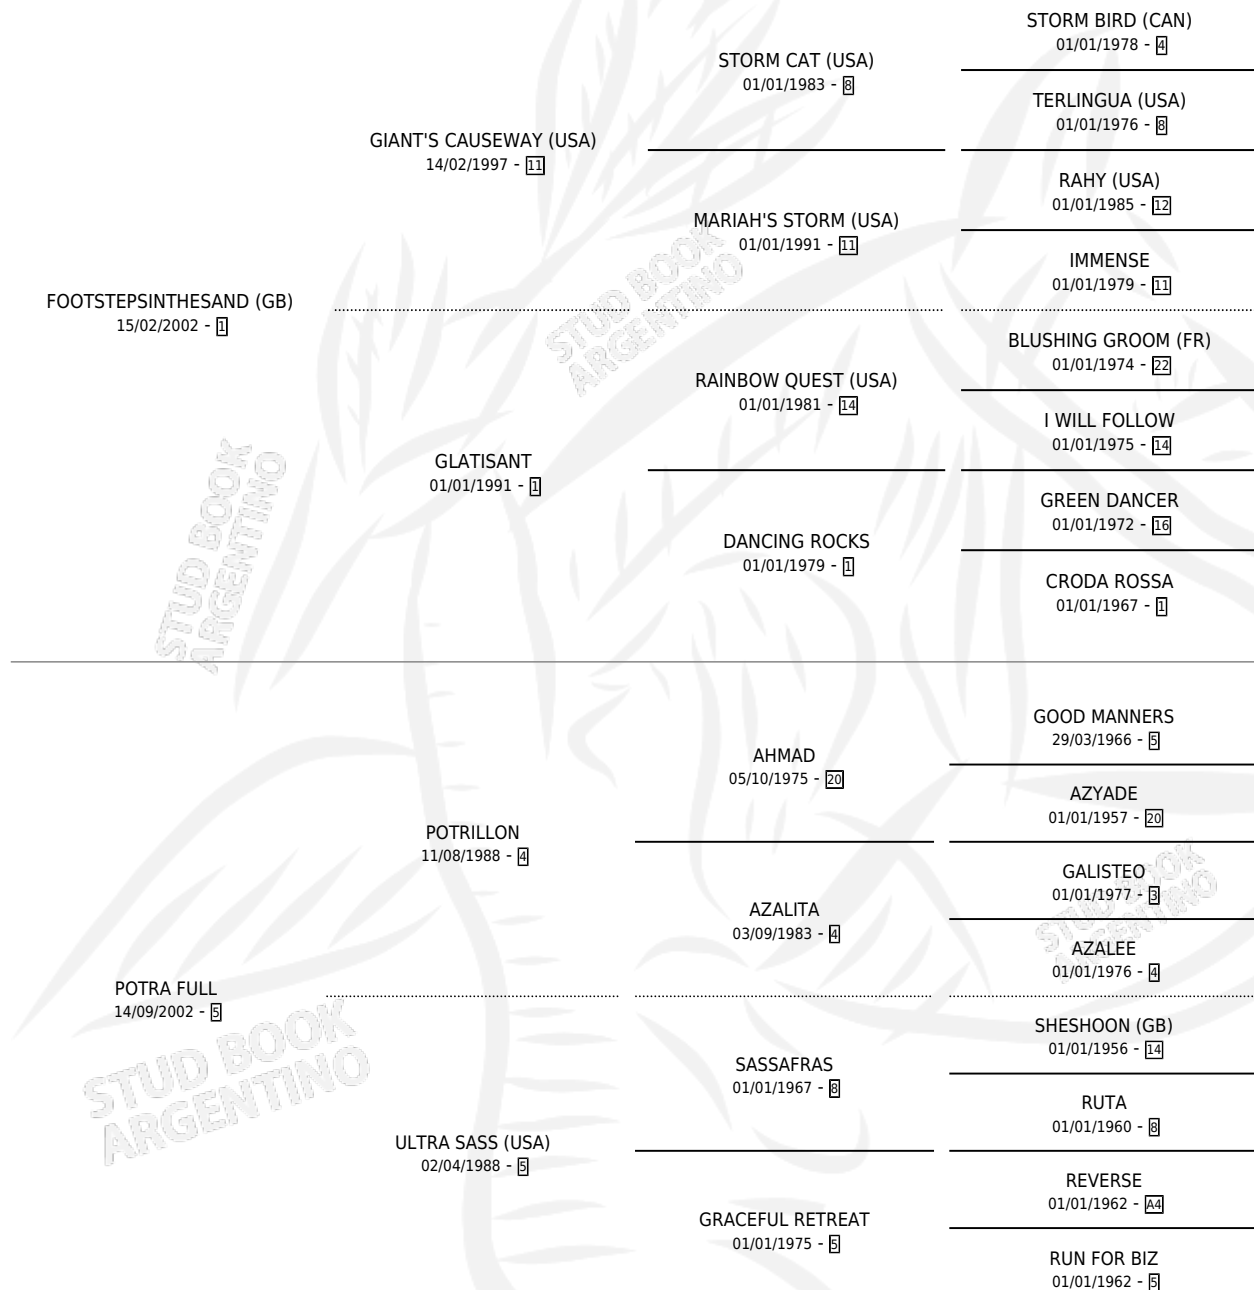 STORM BIRD (CAN)
01/01/1978 - 4
STORM CAT (USA)
01/01/1983 - 8
TERLINGUA (USA)
01/01/1976 - 8
GIANT'S CAUSEWAY (USA)
14/02/1997 - 11
RAHY (USA)
01/01/1985 - 12
MARIAH'S STORM (USA)
01/01/1991 - 11
IMMENSE
01/01/1979 - 11
FOOTSTEPSINTHESAND (GB)
15/02/2002 - 1
BLUSHING GROOM (FR)
01/01/1974 - 22
RAINBOW QUEST (USA)
01/01/1981 - 14
I WILL FOLLOW
01/01/1975 - 14
GLATISANT
01/01/1991 - 1
GREEN DANCER
01/01/1972 - 16
DANCING ROCKS
01/01/1979 - 1
CRODA ROSSA
01/01/1967 - 1
GOOD MANNERS
29/03/1966 - 5
AHMAD
05/10/1975 - 20
AZYADE
01/01/1957 - 20
POTRILLON
11/08/1988 - 4
GALISTEO
01/01/1977 - 3
AZALITA
03/09/1983 - 4
AZALEE
01/01/1976 - 4
POTRA FULL
14/09/2002 - 5
SHESHOON (GB)
01/01/1956 - 14
SASSAFRAS
01/01/1967 - 8
RUTA
01/01/1960 - 8
ULTRA SASS (USA)
02/04/1988 - 5
REVERSE
01/01/1962 - A4
GRACEFUL RETREAT
01/01/1975 - 5
RUN FOR BIZ
01/01/1962 - 5
STUD BOOK
ARGENTINO
STUD BOOK
ARGENTINO
STUD BOOK
ARGENTINO
STUD BOOK
ARGENTINO